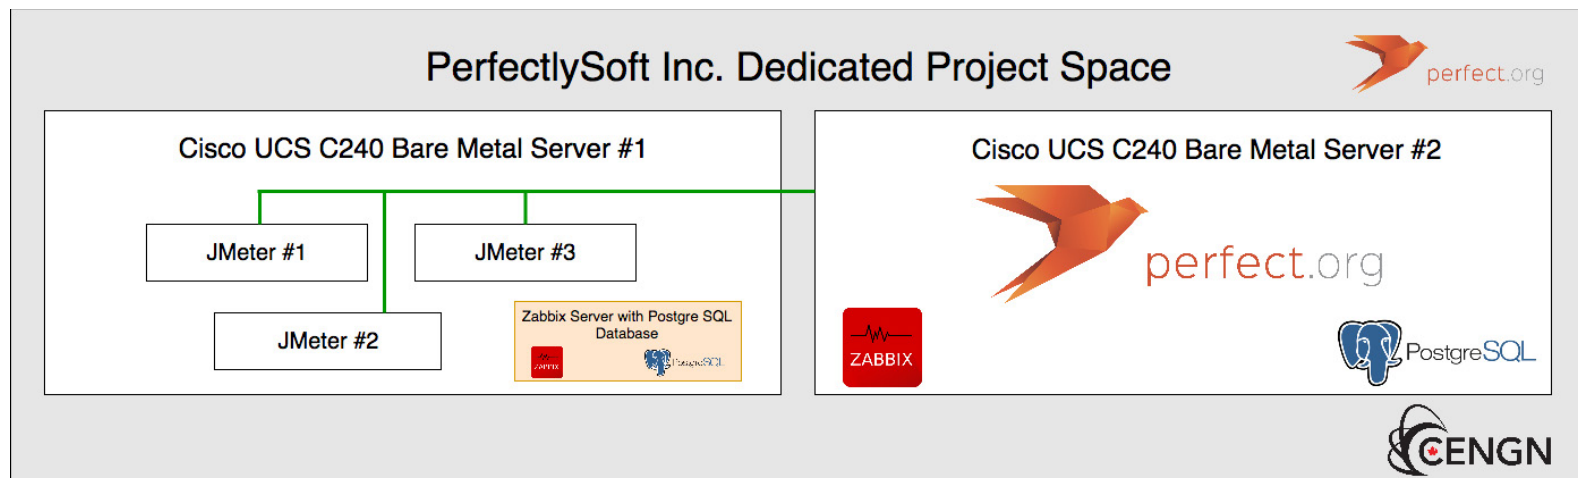 PerfectlySoft Inc. Dedicated Project Space
perfect.org
Cisco UCS C240 Bare Metal Server #1
JMeter #1
JMeter #3
JMeter #2
Zabbix Server with Postgre SQL
Database
ZABBIX
PostgreSQL
Cisco UCS C240 Bare Metal Server #2
perfect.org
ZABBIX
PostgreSQL
CENGN